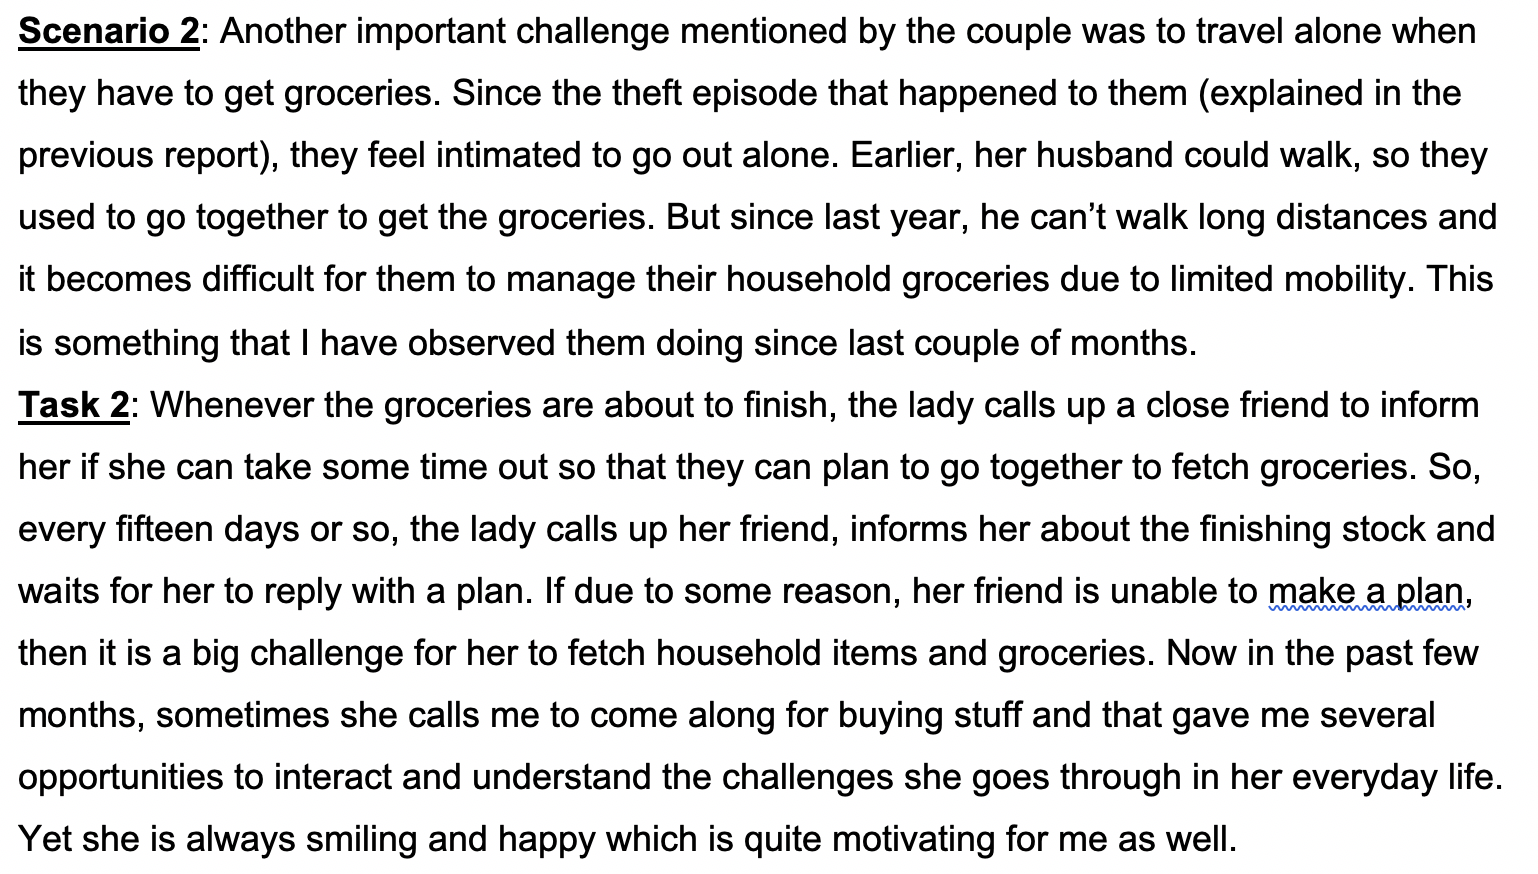 Scenario 2: Another important challenge mentioned by the couple was to travel alone when
they have to get groceries. Since the theft episode that happened to them (explained in the
previous report), they feel intimated to go out alone. Earlier, her husband could walk, so they
used to go together to get the groceries. But since last year, he can’t walk long distances and
it becomes difficult for them to manage their household groceries due to limited mobility. This
is something that I have observed them doing since last couple of months.
Task 2: Whenever the groceries are about to finish, the lady calls up a close friend to inform
her if she can take some time out so that they can plan to go together to fetch groceries. So,
every fifteen days or so, the lady calls up her friend, informs her about the finishing stock and
waits for her to reply with a plan. If due to some reason, her friend is unable to make a plan,
then it is a big challenge for her to fetch household items and groceries. Now in the past few
months, sometimes she calls me to come along for buying stuff and that gave me several
opportunities to interact and understand the challenges she goes through in her everyday life.
Yet she is always smiling and happy which is quite motivating for me as well.